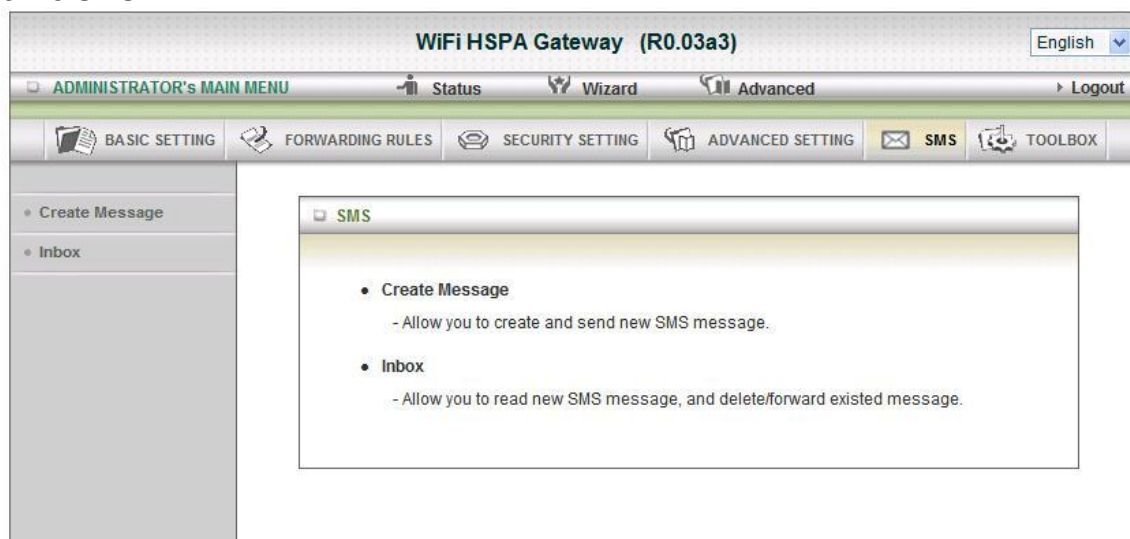 WiFi HSPA Gateway (R0.03a3)
English
ADMINISTRATOR's MAIN MENU
Status
Wizard
Advanced
Logout
BASIC SETTING
FORWARDING RULES
SECURITY SETTING
ADVANCED SETTING
SMS
TOOLBOX
Create Message
Inbox
SMS
Create Message
- Allow you to create and send new SMS message.
Inbox
- Allow you to read new SMS message, and delete/forward existed message.